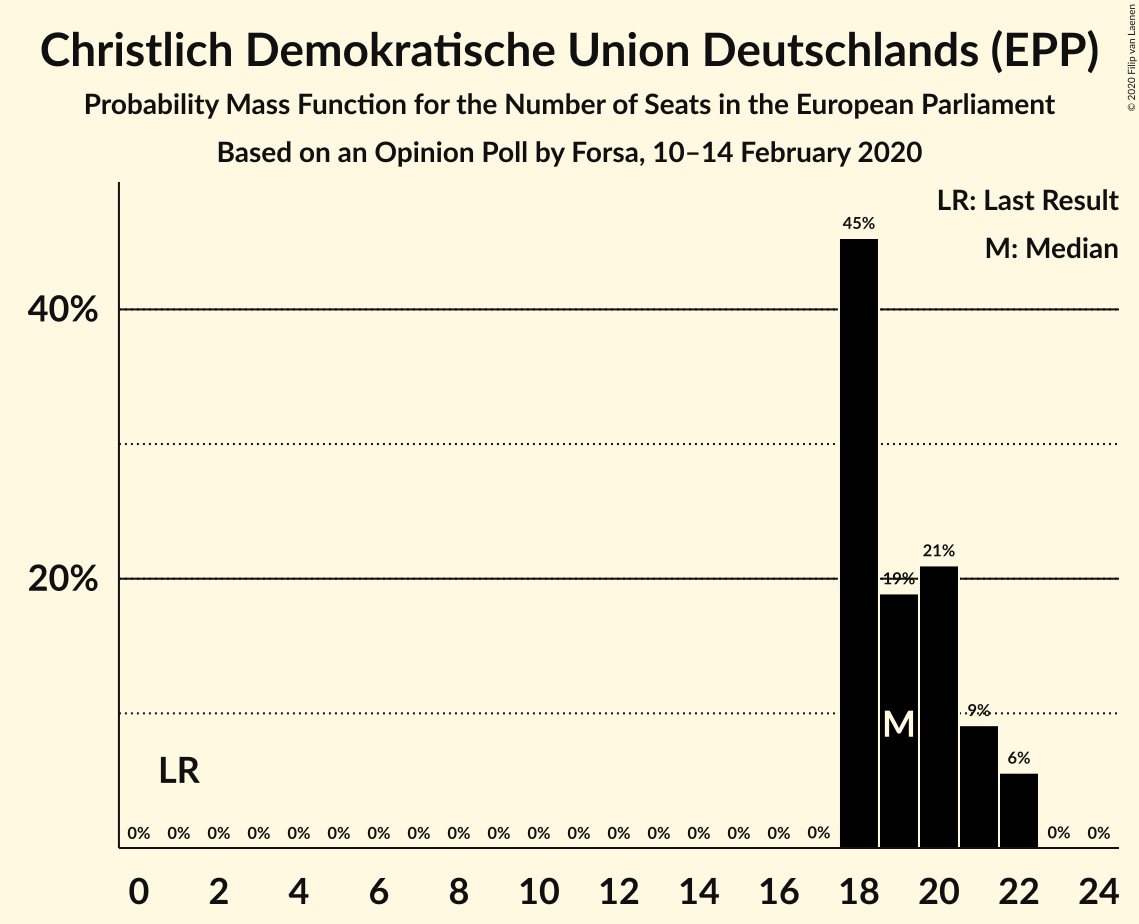 Christlich Demokratische Union Deutschlands (EPP)
Probability Mass Function for the Number of Seats in the European Parliament
Based on an Opinion Poll by Forsa, 10–14 February 2020
© 2020 Filip van Laenen
LR: Last Result
M: Median
45%
40%
21%
20%
19%
9%
M
6%
LR
0% 0% 0% 0% 0% 0% 0% 0% 0% 0% 0% 0% 0% 0% 0% 0% 0% 0% 0% 0%
0 2 4 6 8 10 12 14 16 18 20 22 24